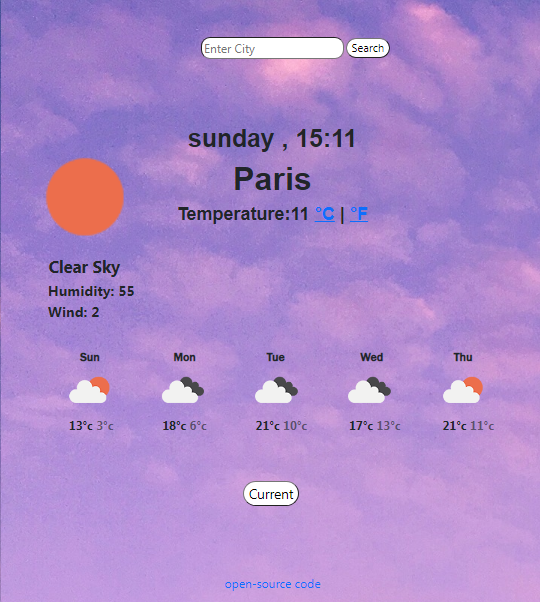 Enter City Search
sunday , 15:11
Paris
Temperature:11 °C | °F
Clear Sky
Humidity: 55
Wind: 2
Sun Mon Tue Wed Thu
13°c 3°c 18°c 6°c 21°c 10°c 17°c 13°c 21°c 11°c
Current
open-source code